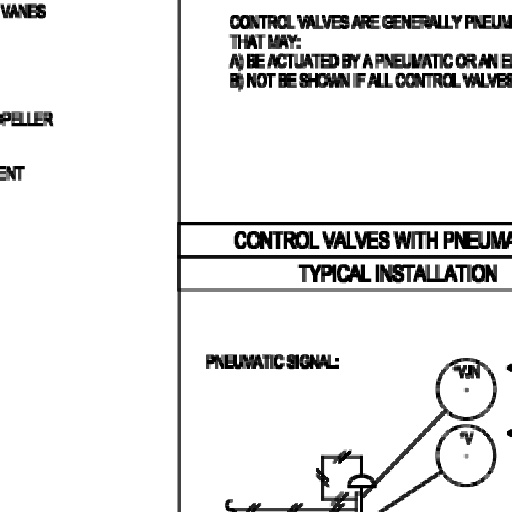 VANES
PELLER
ENT
CONTROL VALVES ARE GENERALLY PNEUM
THAT MAY:
A) BE ACTUATED BY A PNEUMATIC OR AN E
B) NOT BE SHOWN IF ALL CONTROL VALVES
CONTROL VALVES WITH PNEUMA
TYPICAL INSTALLATION
PNEUMATIC SIGNAL:
*VJN
*V